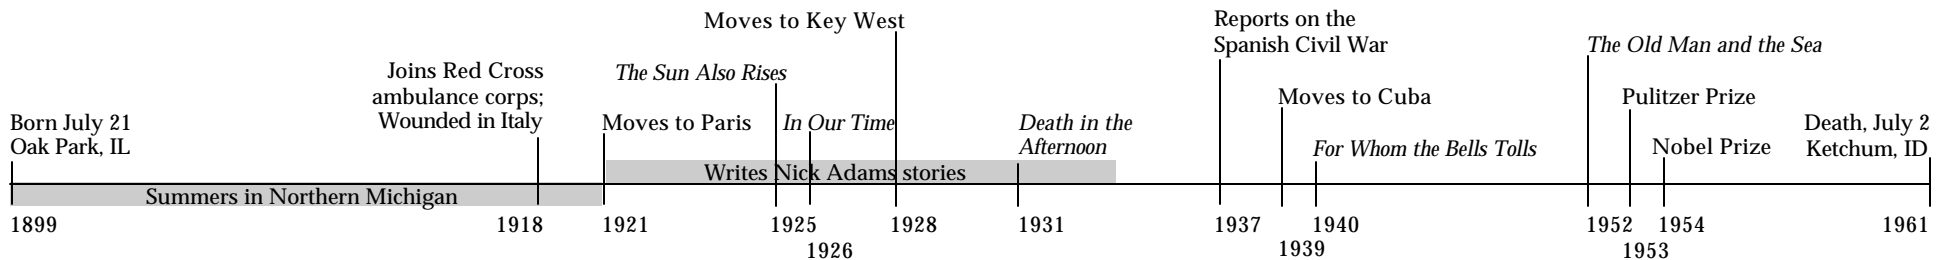 Born July 21
Oak Park, IL
Joins Red Cross
ambulance corps;
Wounded in Italy
Moves to Paris
The Sun Also Rises
In Our Time
Moves to Key West
Death in the
Afternoon
Reports on the
Spanish Civil War
Moves to Cuba
For Whom the Bells Tolls
The Old Man and the Sea
Pulitzer Prize
Nobel Prize
Death, July 2
Ketchum, ID
Writes Nick Adams stories
Summers in Northern Michigan
1899
1918
1921
1925
1926
1928
1931
1937
1939
1940
1952
1953
1954
1961